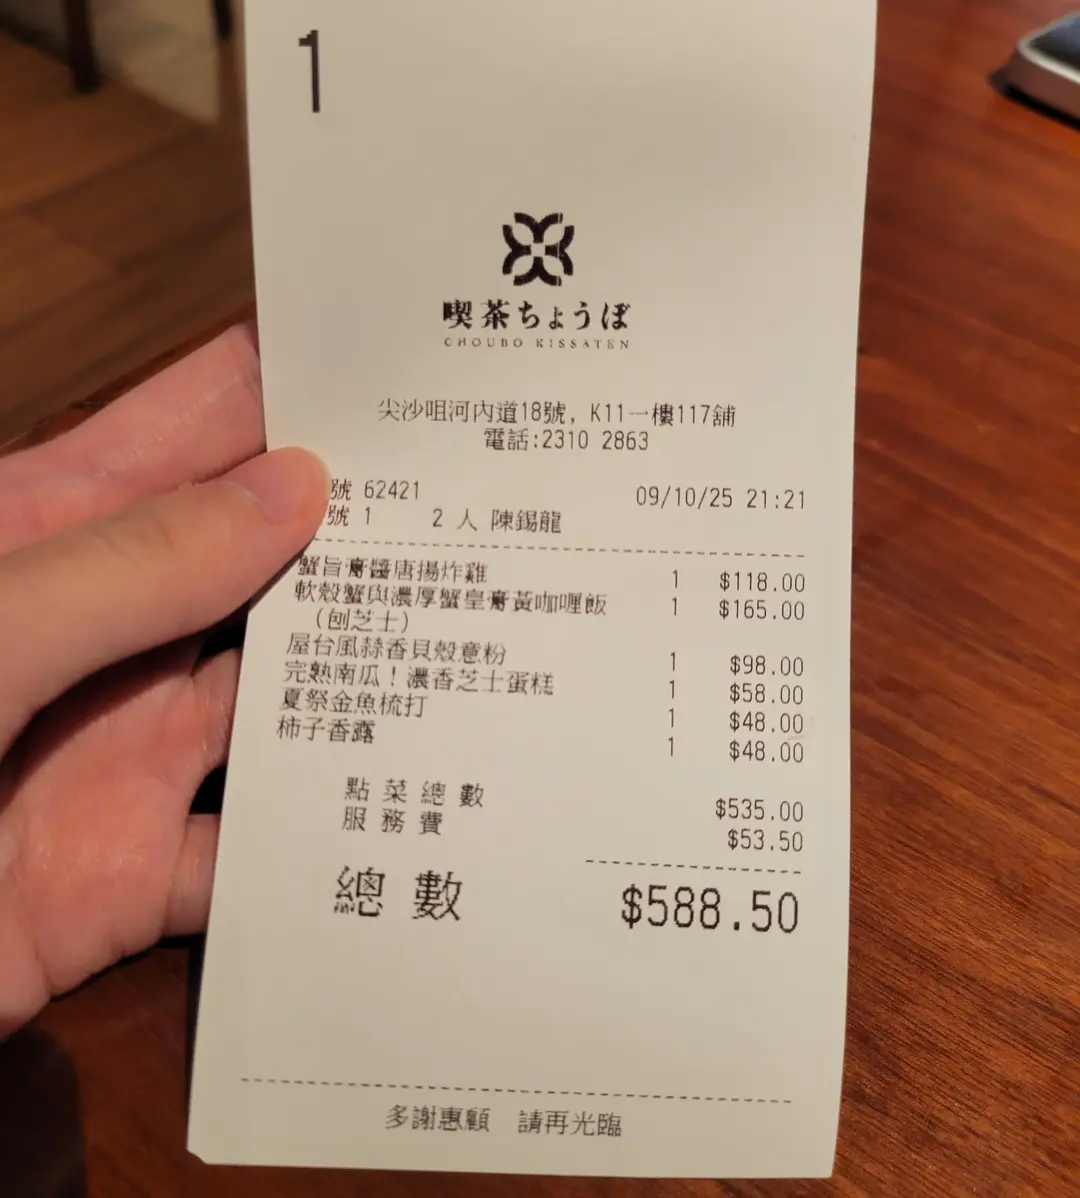 1
喫茶ちょうぼ
CHOUBO KISSATEN
尖沙咀河內道18號, K11一樓117舖
電話:2310 2863
號 62421 09/10/25 21:21
號 1 2 人 陳錫龍
蟹旨膏醬唐揚炸雞 1 $118.00
軟殼蟹與濃厚蟹皇膏黃咖喱飯 1 $165.00
(刨芝士)
屋台風蒜香貝殼意粉 1 $98.00
完熟南瓜！濃香芝士蛋糕 1 $58.00
夏祭金魚梳打 1 $48.00
柿子香露 1 $48.00
點菜總數 $535.00
服務費 $53.50
總數 $588.50
多謝惠顧 請再光臨